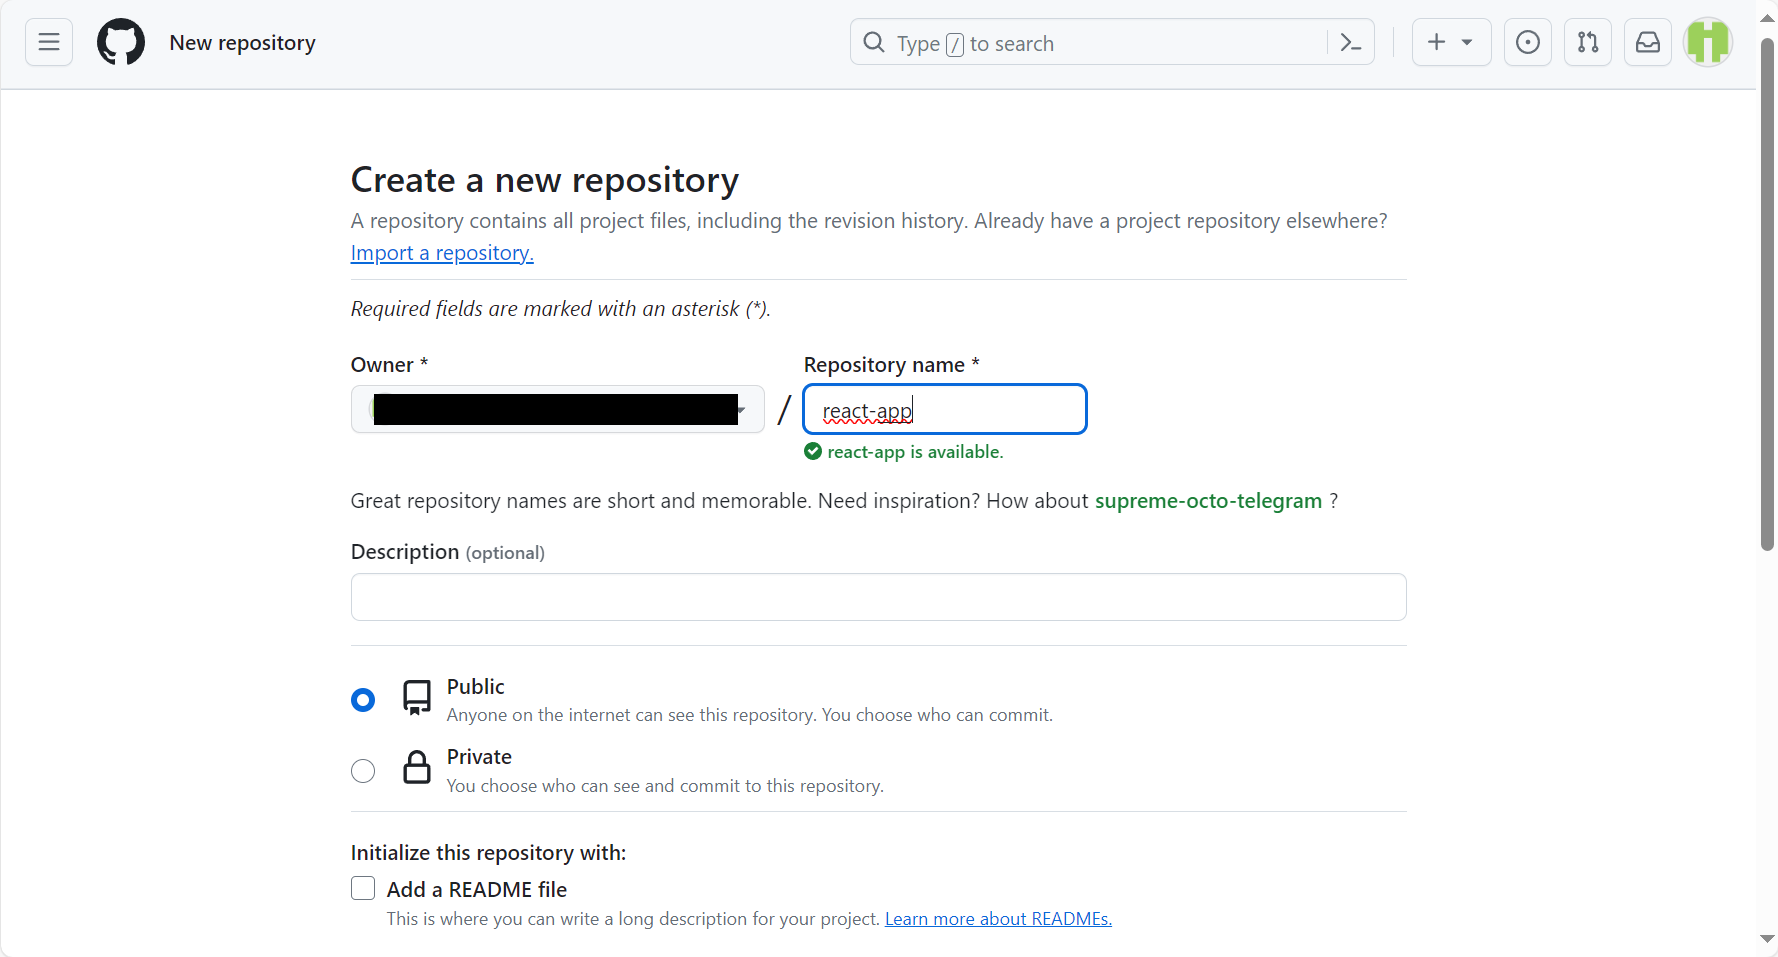 New repository
Type / to search
Create a new repository
A repository contains all project files, including the revision history. Already have a project repository elsewhere?
Import a repository.
Required fields are marked with an asterisk (*).
Owner *
Repository name *
/
react-app
react-app is available.
Great repository names are short and memorable. Need inspiration? How about supreme-octo-telegram ?
Description (optional)
Public
Anyone on the internet can see this repository. You choose who can commit.
Private
You choose who can see and commit to this repository.
Initialize this repository with:
Add a README file
This is where you can write a long description for your project. Learn more about READMEs.